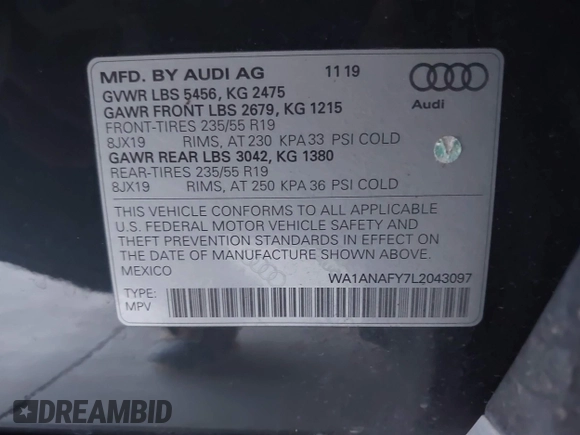 MFD. BY AUDI AG 11 19
GVWR LBS 5456, KG 2475
GAWR FRONT LBS 2679, KG 1215
FRONT-TIRES 235/55 R19
8JX19 RIMS, AT 230 KPA 33 PSI COLD
Audi
GAWR REAR LBS 3042, KG 1380
REAR-TIRES 235/55 R19
8JX19 RIMS, AT 250 KPA 36 PSI COLD
THIS VEHICLE CONFORMS TO ALL APPLICABLE
U.S. FEDERAL MOTOR VEHICLE SAFETY AND
THEFT PREVENTION STANDARDS IN EFFECT ON
THE DATE OF MANUFACTURE SHOWN ABOVE.
MEXICO WA1ANAFY7L2043097
TYPE:
MPV
DREAMBID